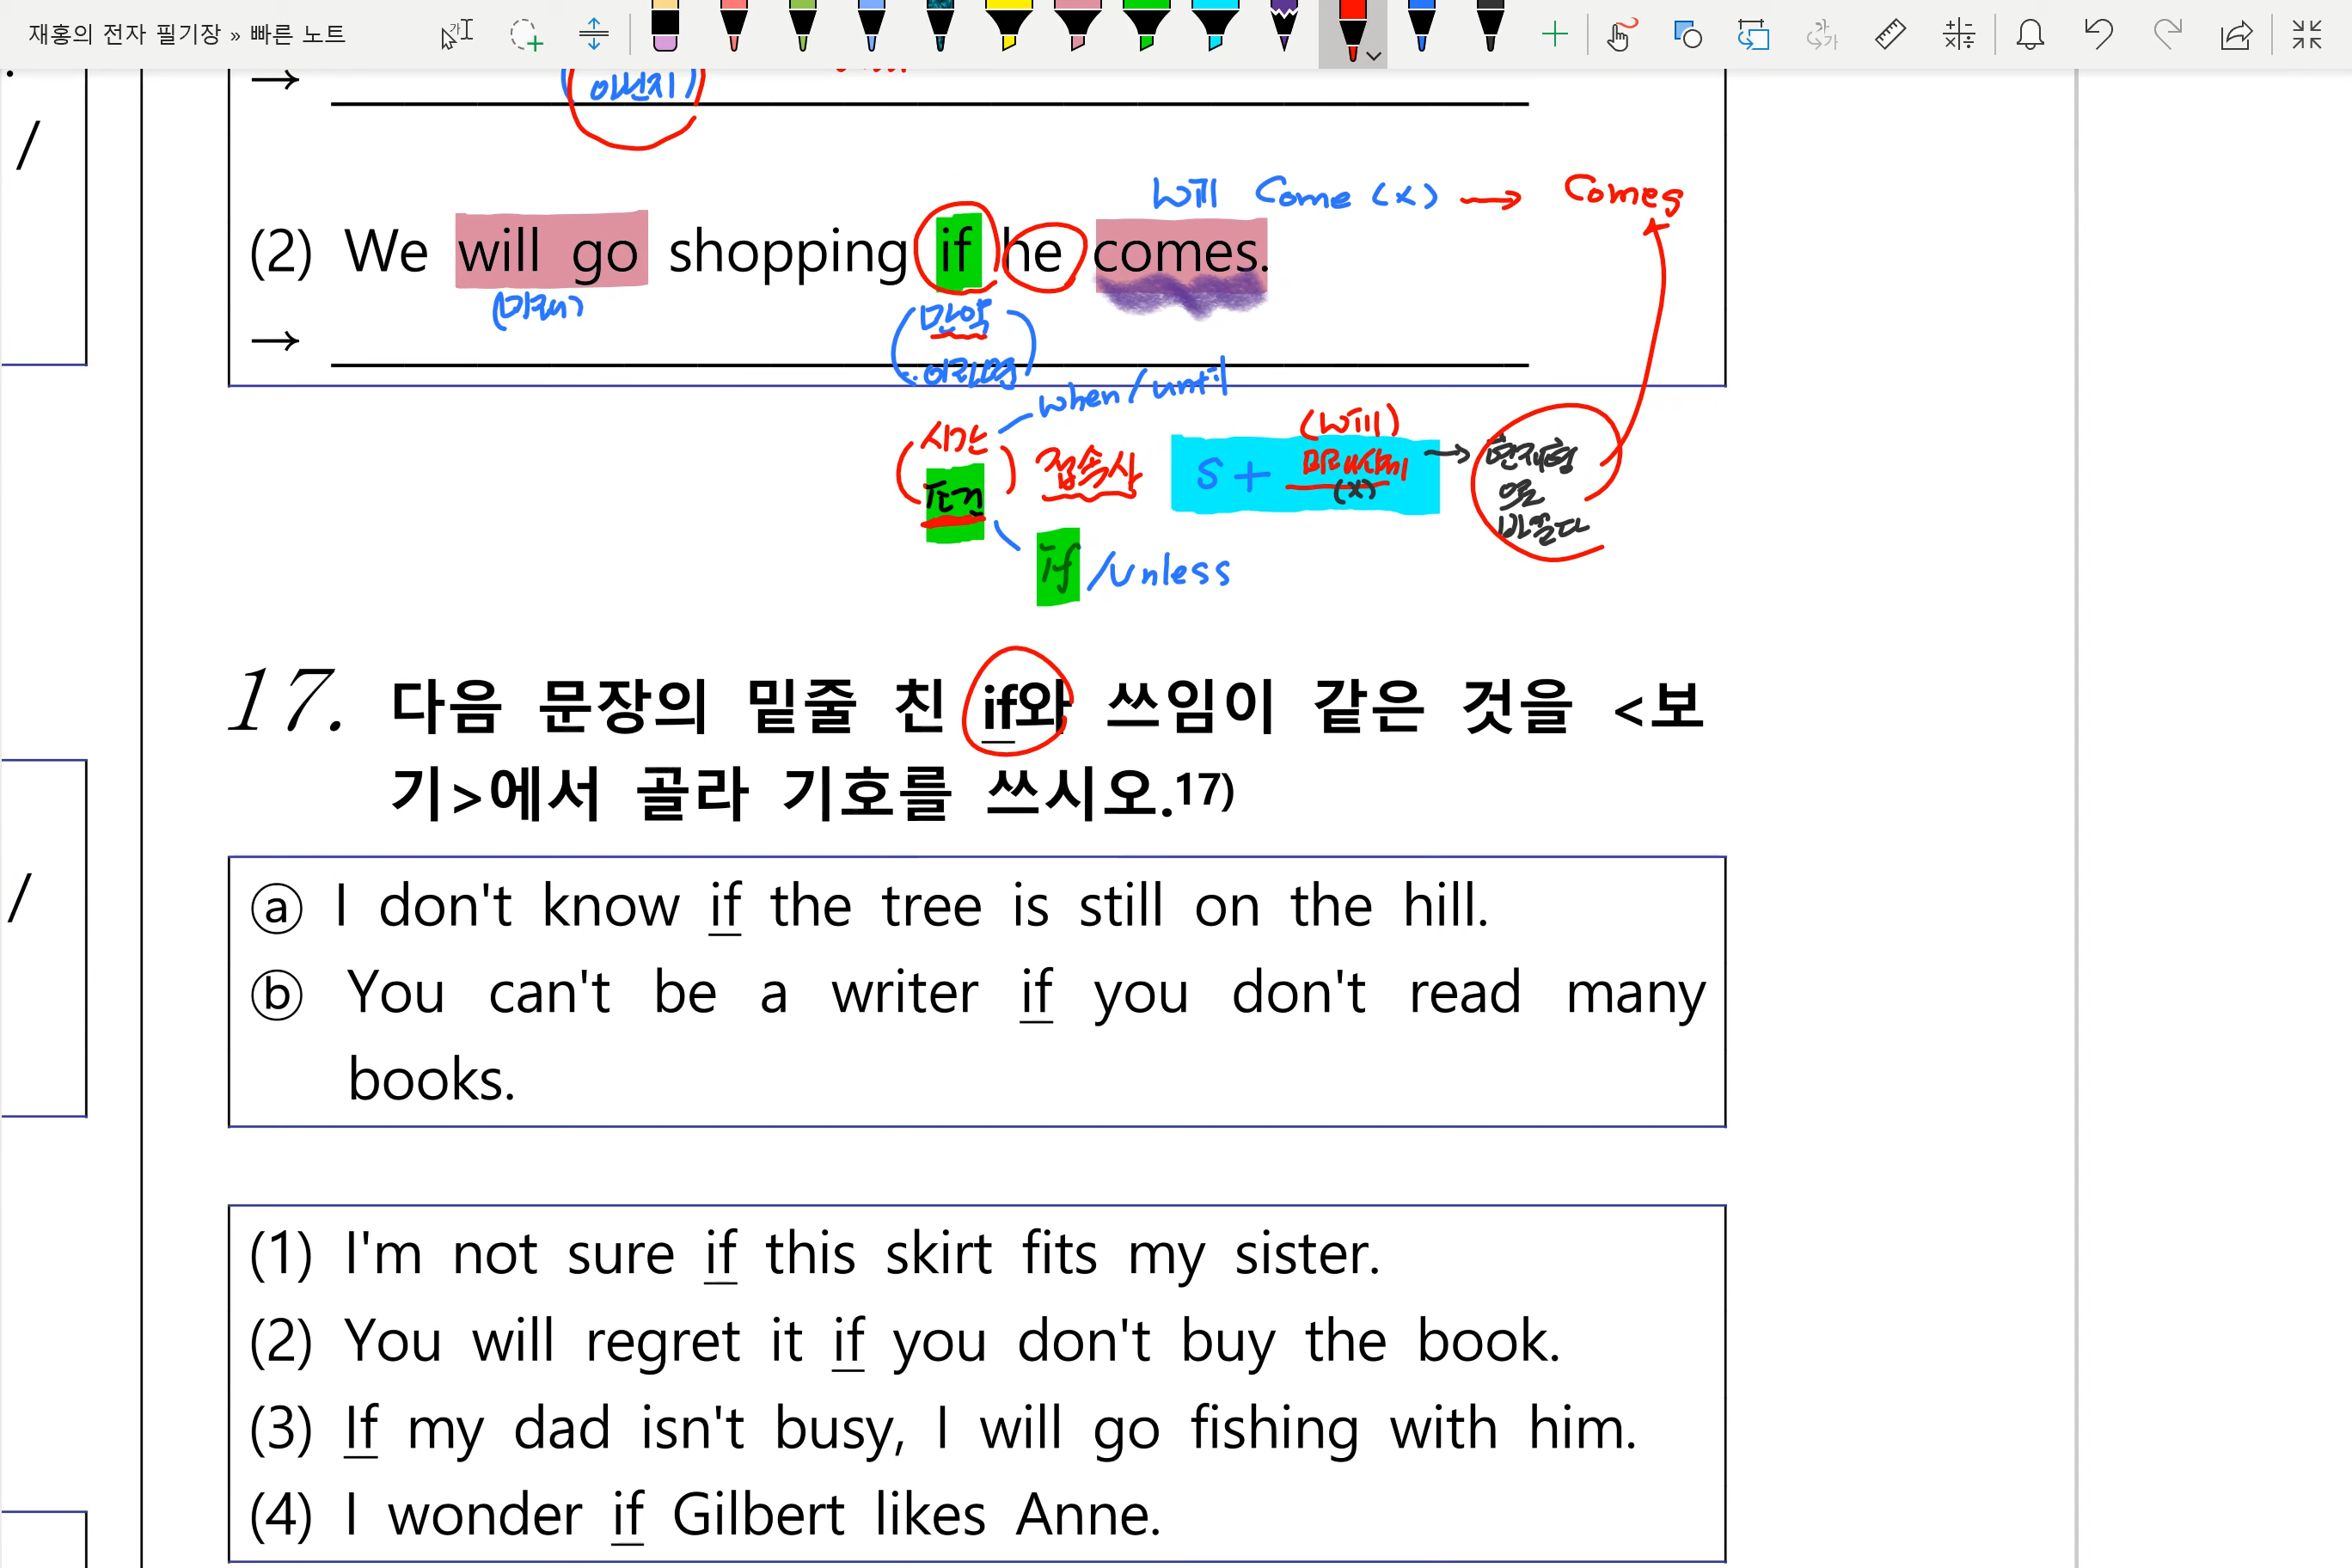 재홍의 전자 필기장 » 빠른 노트
→
will come (x) → comes
(2) We will go shopping if he comes.
(미래)
(만약
이라면)
→
when / until
(시간)
조건
접속사
(will)
S + 미래시제
(x)
→ 현재형
으로
바꾼다
if / unless
17. 다음 문장의 밑줄 친 if와 쓰임이 같은 것을 <보
기>에서 골라 기호를 쓰시오.17)
ⓐ I don't know if the tree is still on the hill.
ⓑ You can't be a writer if you don't read many
books.
(1) I'm not sure if this skirt fits my sister.
(2) You will regret it if you don't buy the book.
(3) If my dad isn't busy, I will go fishing with him.
(4) I wonder if Gilbert likes Anne.